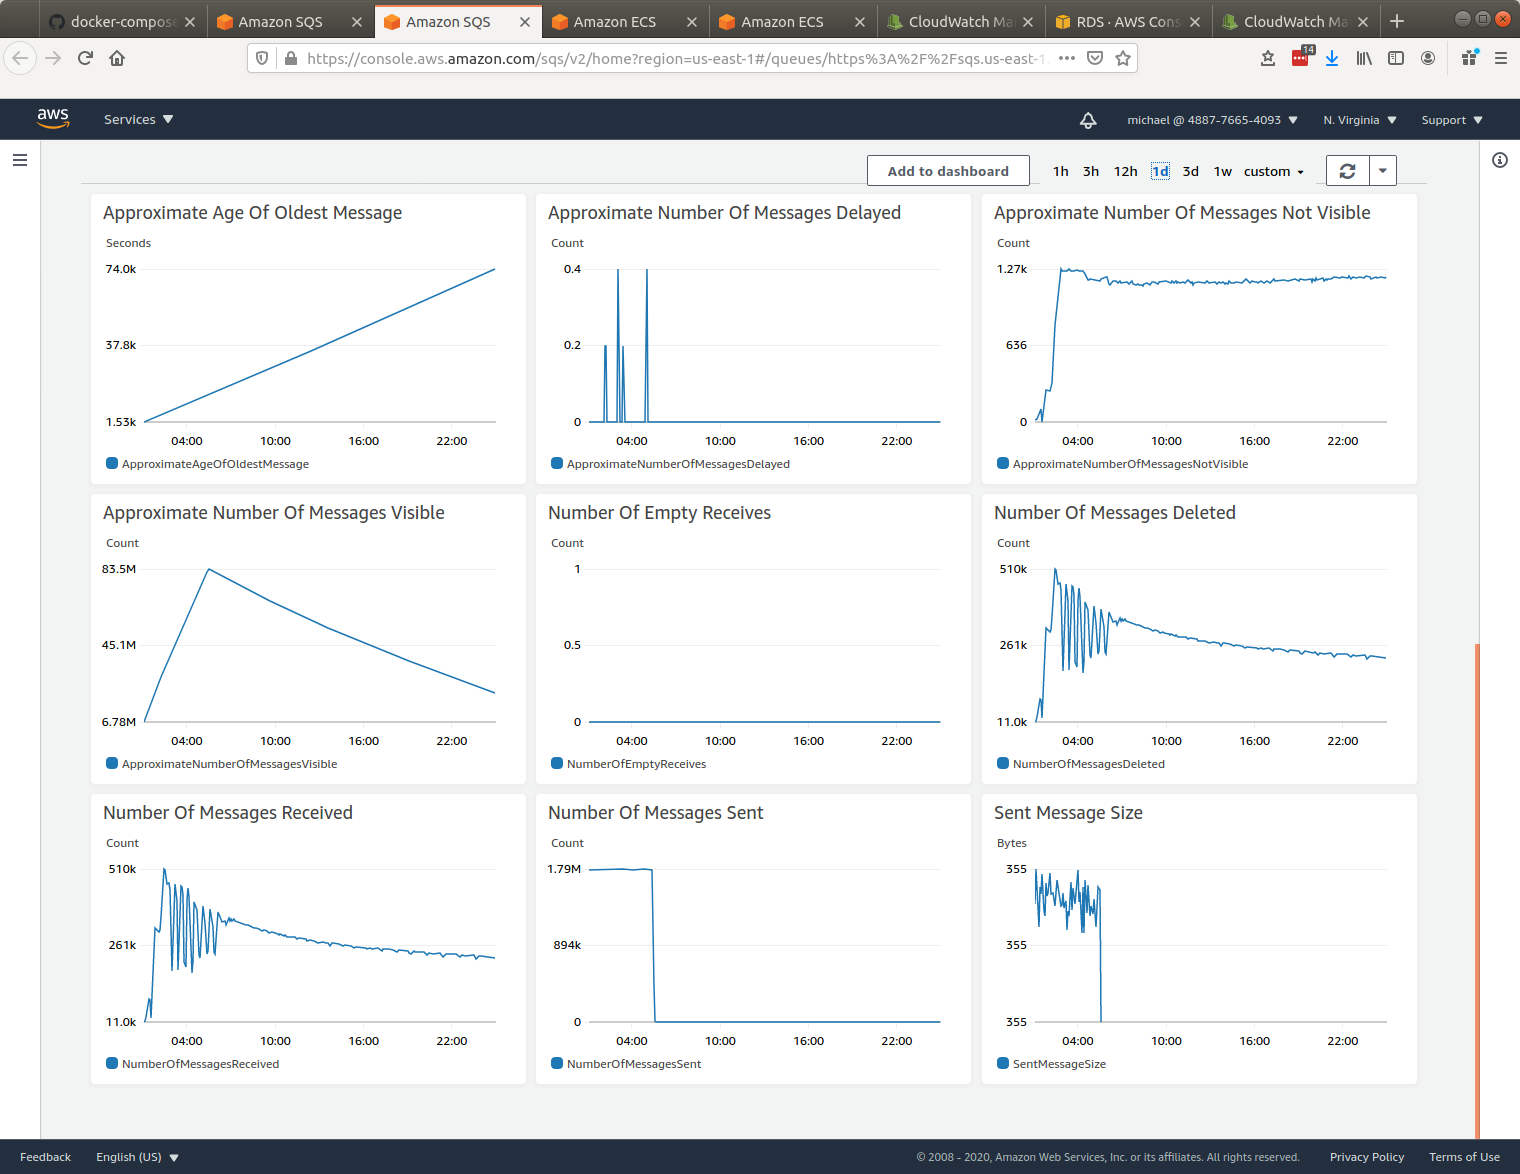 docker-compose
Amazon SQS
Amazon SQS
Amazon ECS
Amazon ECS
CloudWatch Ma
RDS · AWS Cons
CloudWatch Ma
https://console.aws.amazon.com/sqs/v2/home?region=us-east-1#/queues/https%3A%2F%2Fsqs.us-east-1
14
aws
Services
michael @ 4887-7665-4093
N. Virginia
Support
Add to dashboard
1h 3h 12h 1d 3d 1w custom
Approximate Age Of Oldest Message
Seconds
74.0k
37.8k
1.53k
04:00 10:00 16:00 22:00
ApproximateAgeOfOldestMessage
Approximate Number Of Messages Delayed
Count
0.4
0.2
0
04:00 10:00 16:00 22:00
ApproximateNumberOfMessagesDelayed
Approximate Number Of Messages Not Visible
Count
1.27k
636
0
04:00 10:00 16:00 22:00
ApproximateNumberOfMessagesNotVisible
Approximate Number Of Messages Visible
Count
83.5M
45.1M
6.78M
04:00 10:00 16:00 22:00
ApproximateNumberOfMessagesVisible
Number Of Empty Receives
Count
1
0.5
0
04:00 10:00 16:00 22:00
NumberOfEmptyReceives
Number Of Messages Deleted
Count
510k
261k
11.0k
04:00 10:00 16:00 22:00
NumberOfMessagesDeleted
Number Of Messages Received
Count
510k
261k
11.0k
04:00 10:00 16:00 22:00
NumberOfMessagesReceived
Number Of Messages Sent
Count
1.79M
894k
0
04:00 10:00 16:00 22:00
NumberOfMessagesSent
Sent Message Size
Bytes
355
355
355
04:00 10:00 16:00 22:00
SentMessageSize
Feedback
English (US)
© 2008 - 2020, Amazon Web Services, Inc. or its affiliates. All rights reserved.
Privacy Policy
Terms of Use